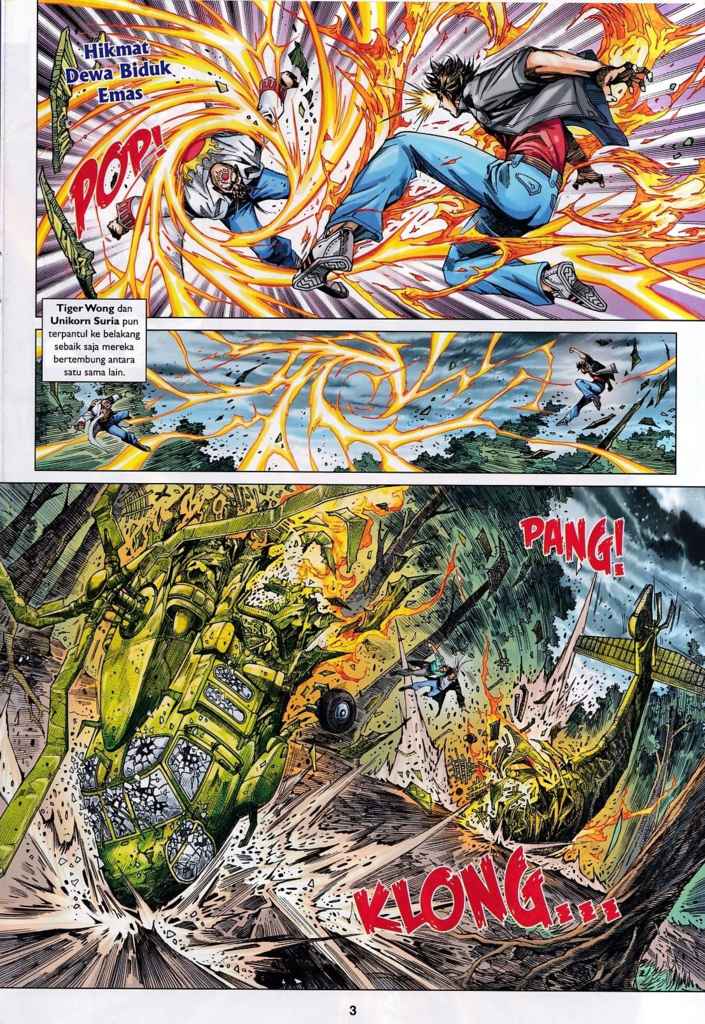 Hikmat
Dewa Biduk
Emas
POP!
Tiger Wong dan
Unikorn Suria pun
terpantul ke belakang
sebaik saja mereka
bertembung antara
satu sama lain.
PANG!
KLONG...
3